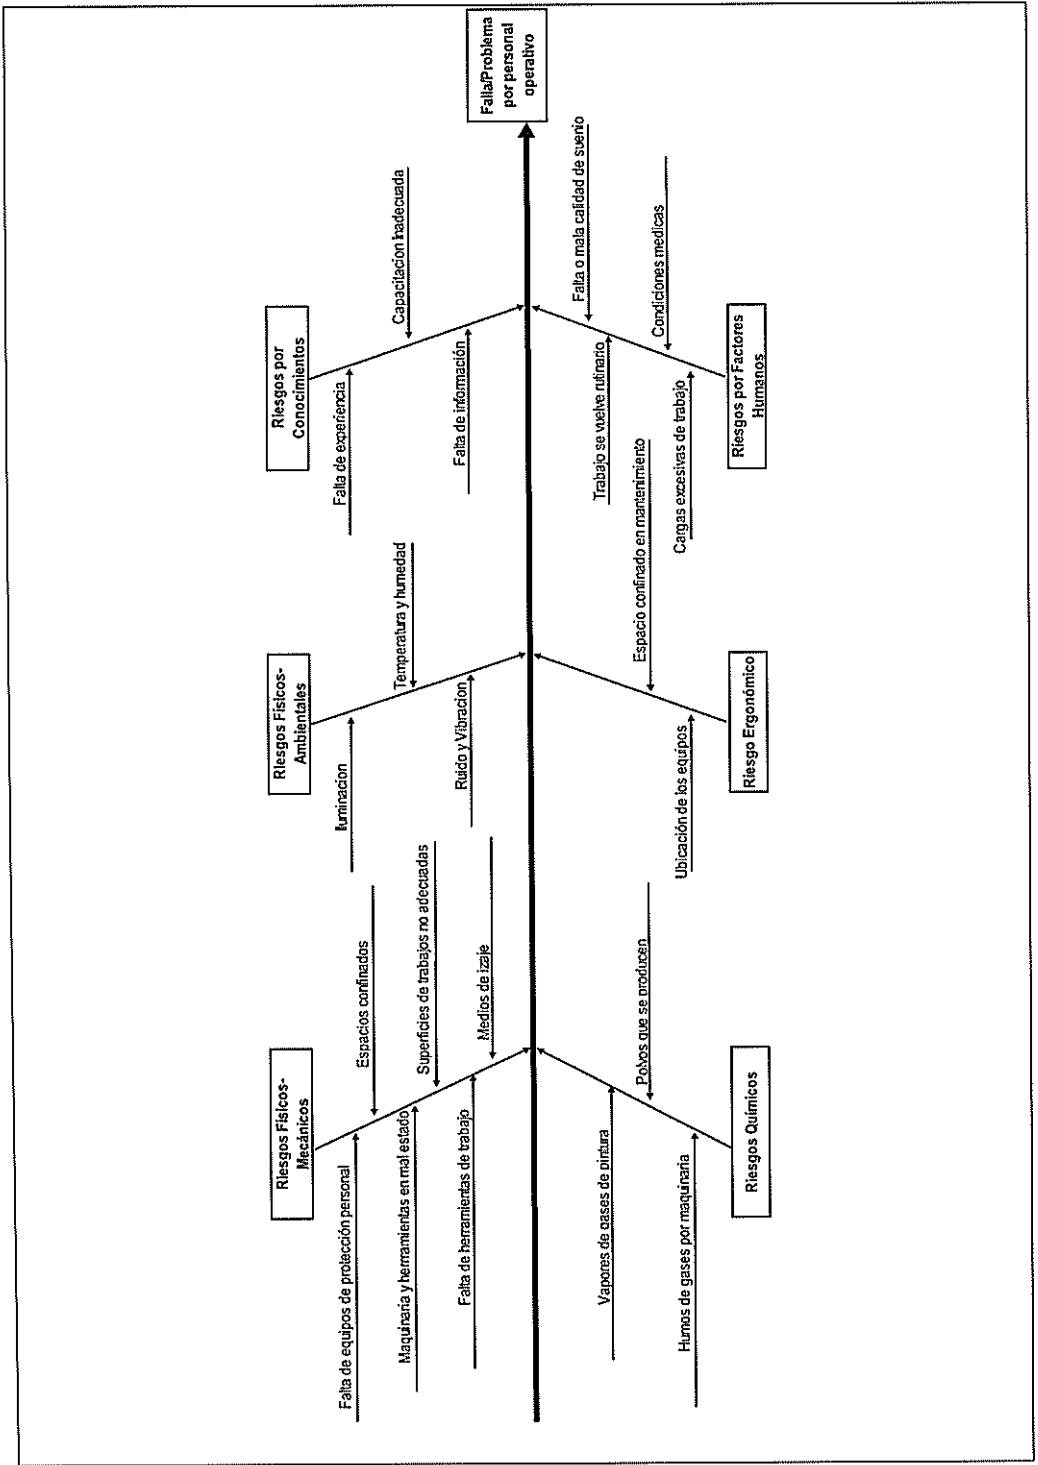 Riesgos Físicos-
Mecánicos
Falta de equipos de protección personal
Espacios confinados
Maquinaria y herramientas en mal estado
Superficies de trabajos no adecuadas
Falta de herramientas de trabajo
Medios de izaje
Riesgos Físicos-
Ambientales
Iluminacion
Temperatura y humedad
Ruido y Vibracion
Riesgos por
Conocimientos
Falta de experiencia
Capacitacion Inadecuada
Falta de información
Falla/Problema
por personal
operativo
Riesgos Químicos
Vapores de gases de pintura
Polvos que se producen
Humos de gases por maquinaria
Riesgo Ergonómico
Espacio confinado en mantenimiento
Ubicación de los equipos
Riesgos por Factores
Humanos
Falta o mala calidad de suenio
Trabajo se vuelve rutinario
Condiciones medicas
Cargas excesivas de trabajo